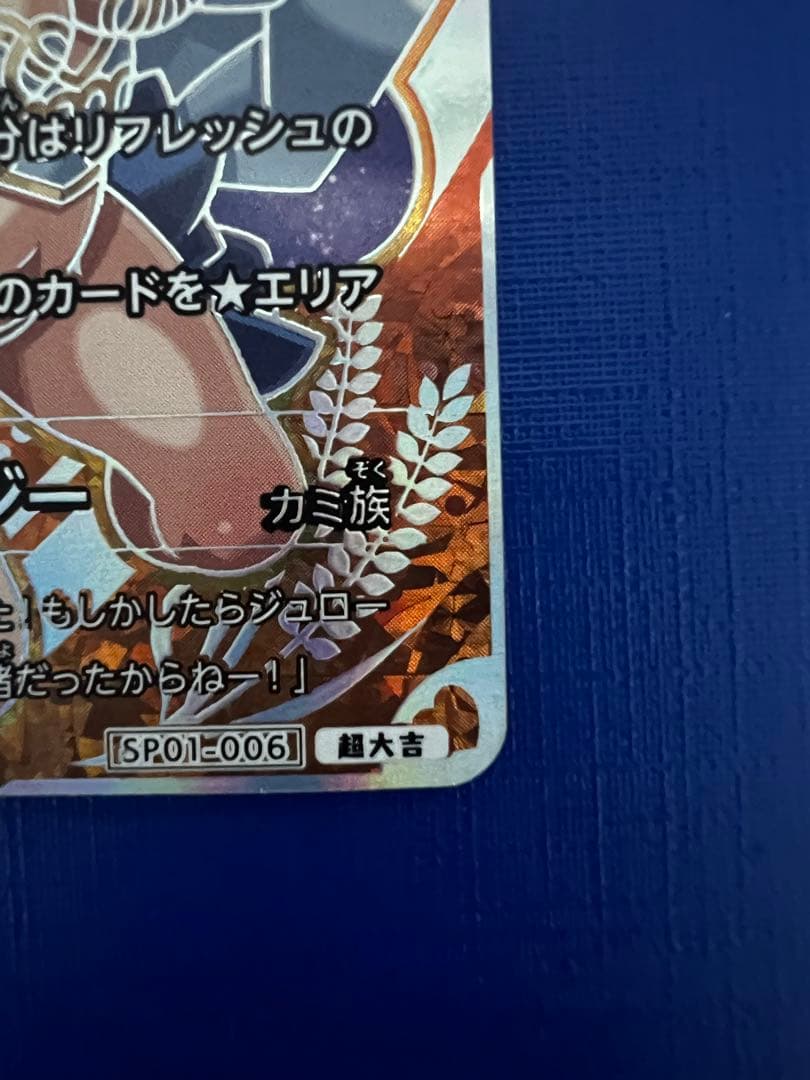 分はリフレッシュの
のカードを★エリア
ジー
カミ族
ぞく
！もしかしたらジュロー
者だったからねー！」
SP01-006 超大吉